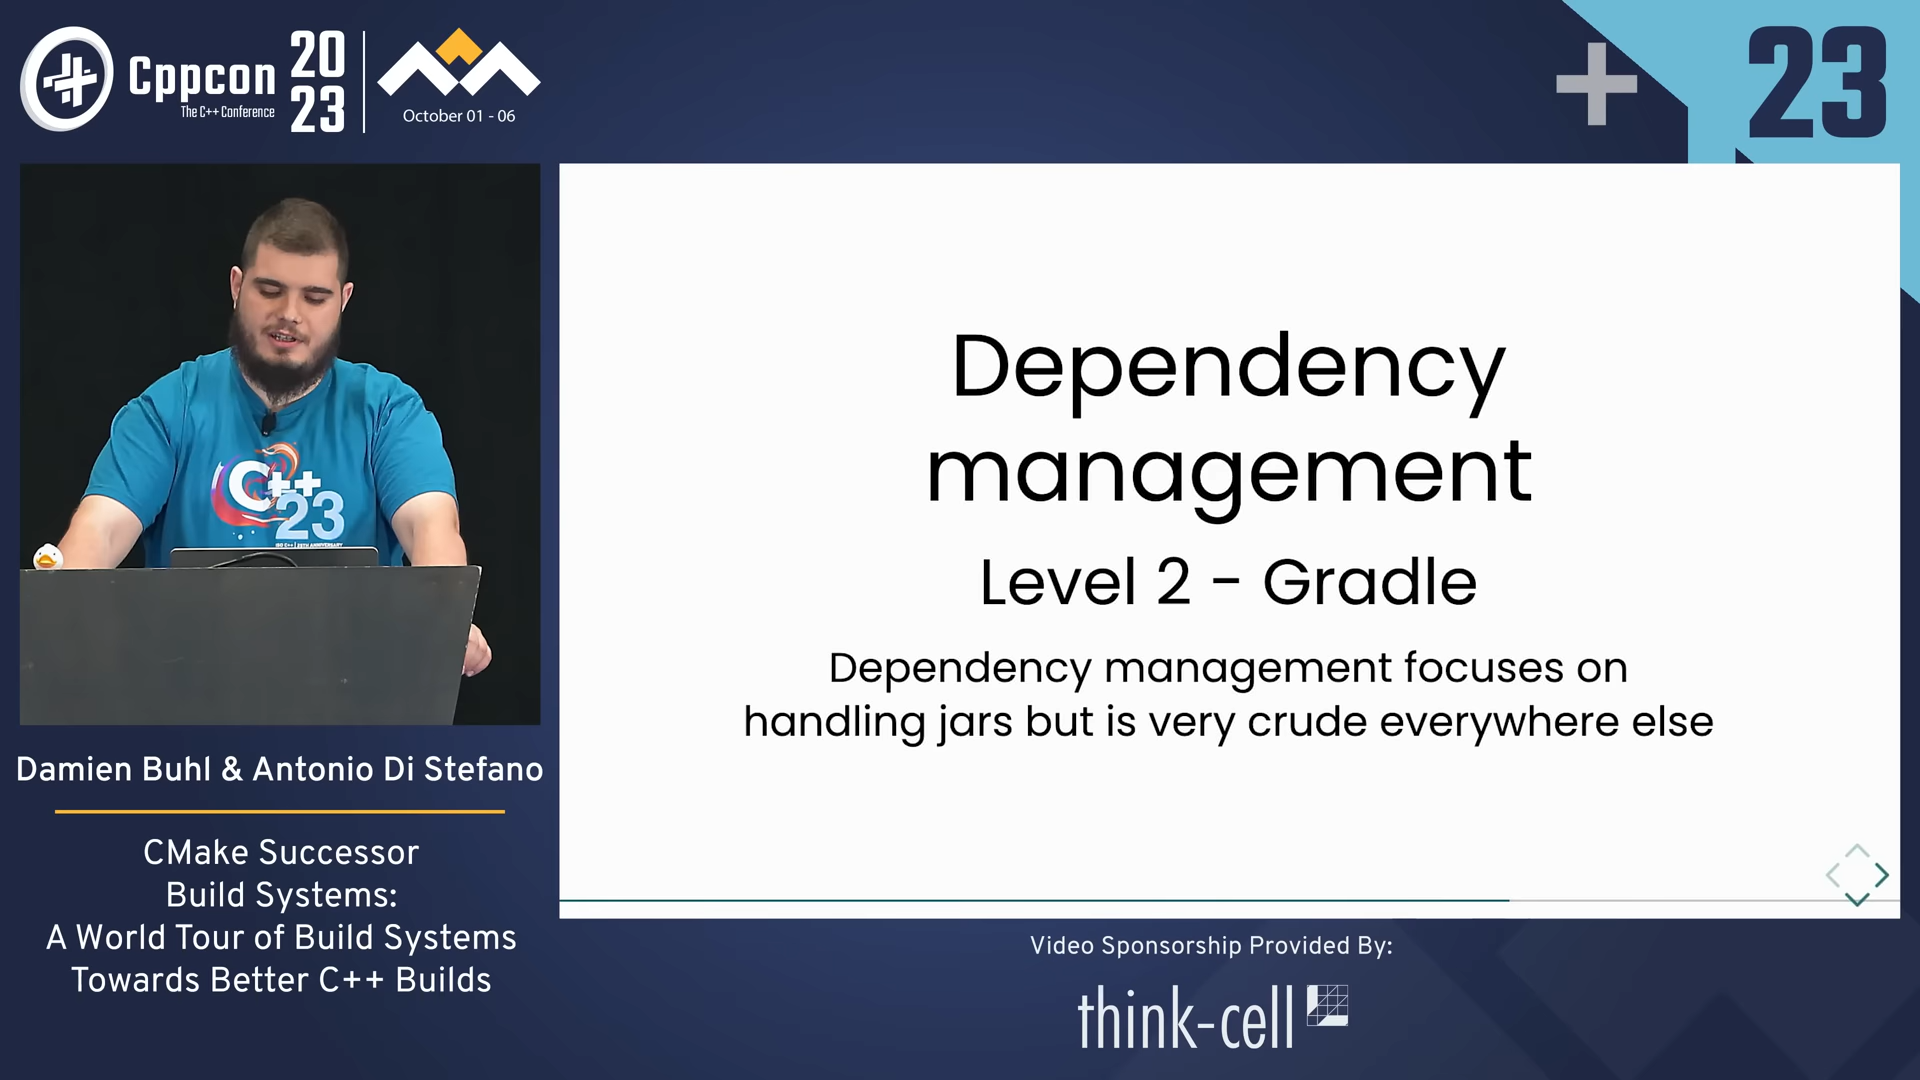 Cppcon
The C++ Conference
20
23
October 01 - 06
23
C++
23
Dependency
management
Level 2 - Gradle
Dependency management focuses on
handling jars but is very crude everywhere else
Damien Buhl & Antonio Di Stefano
CMake Successor
Build Systems:
A World Tour of Build Systems
Towards Better C++ Builds
Video Sponsorship Provided By:
think-cell